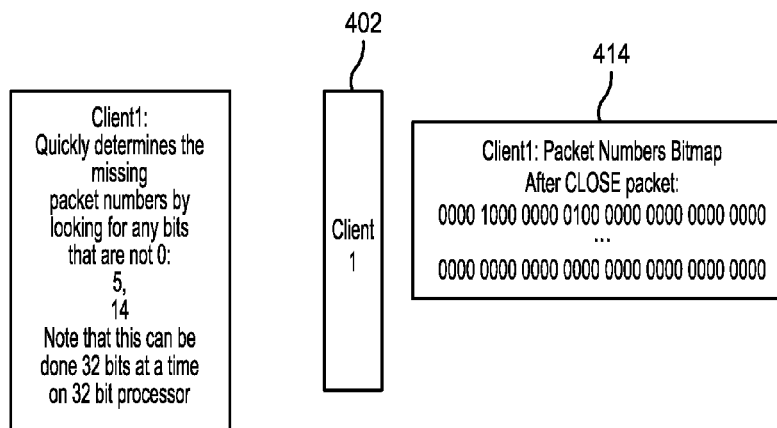 402
414
Client1:
Quickly determines the
missing
packet numbers by
looking for any bits
that are not 0:
5,
14
Note that this can be
done 32 bits at a time
on 32 bit processor
Client
1
Client1: Packet Numbers Bitmap
After CLOSE packet:
0000 1000 0000 0100 0000 0000 0000 0000
...
0000 0000 0000 0000 0000 0000 0000 0000